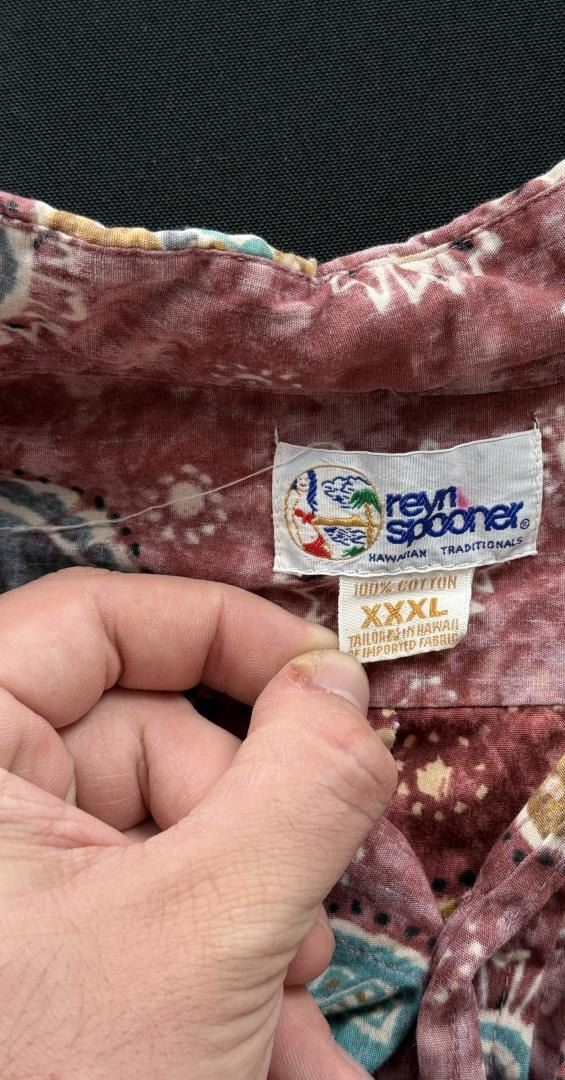 reyn
spooner®
HAWAIIAN TRADITIONALS
100% COTTON
XXXL
TAILORED IN HAWAII
OF IMPORTED FABRIC